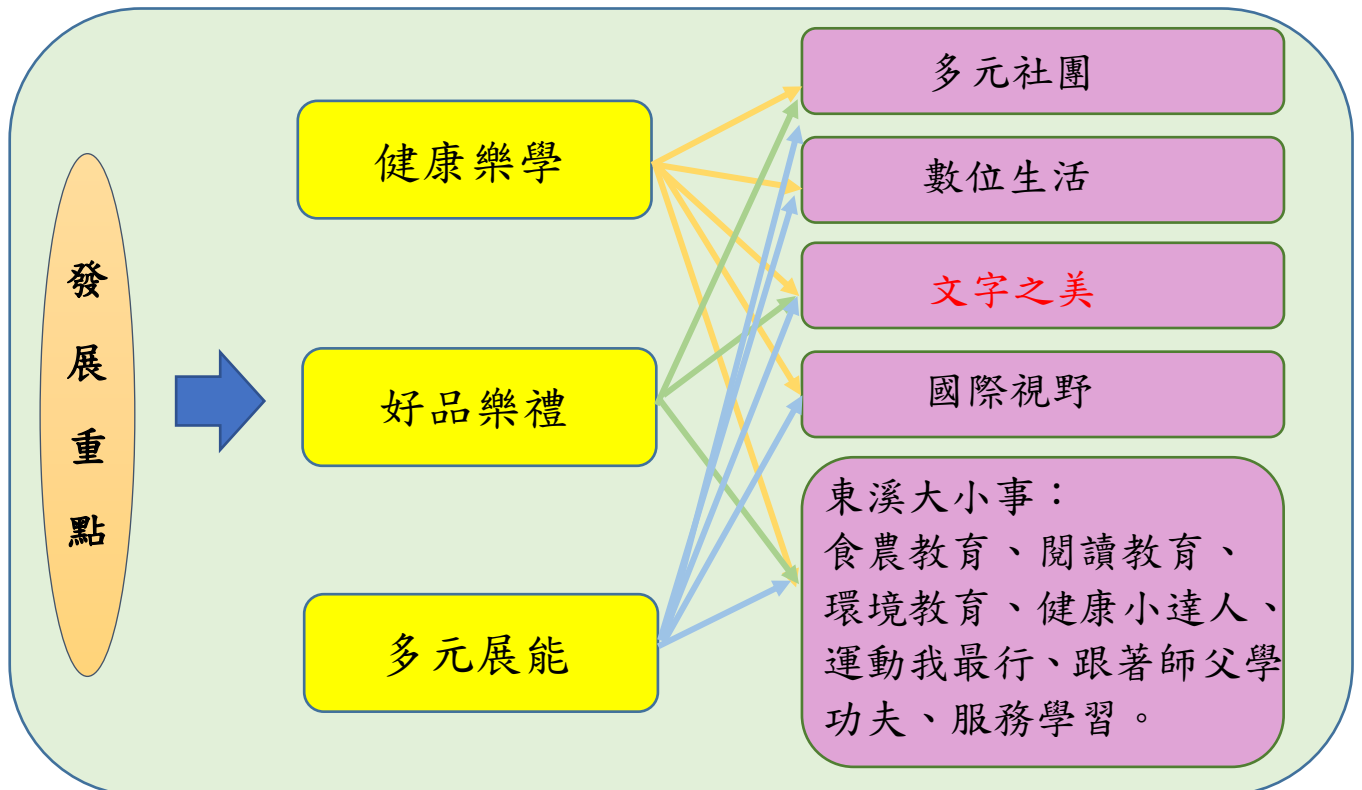 發展重點
健康樂學
好品樂禮
多元展能
多元社團
數位生活
文字之美
國際視野
東溪大小事：
食農教育、閱讀教育、
環境教育、健康小達人、
運動我最行、跟著師父學
功夫、服務學習。